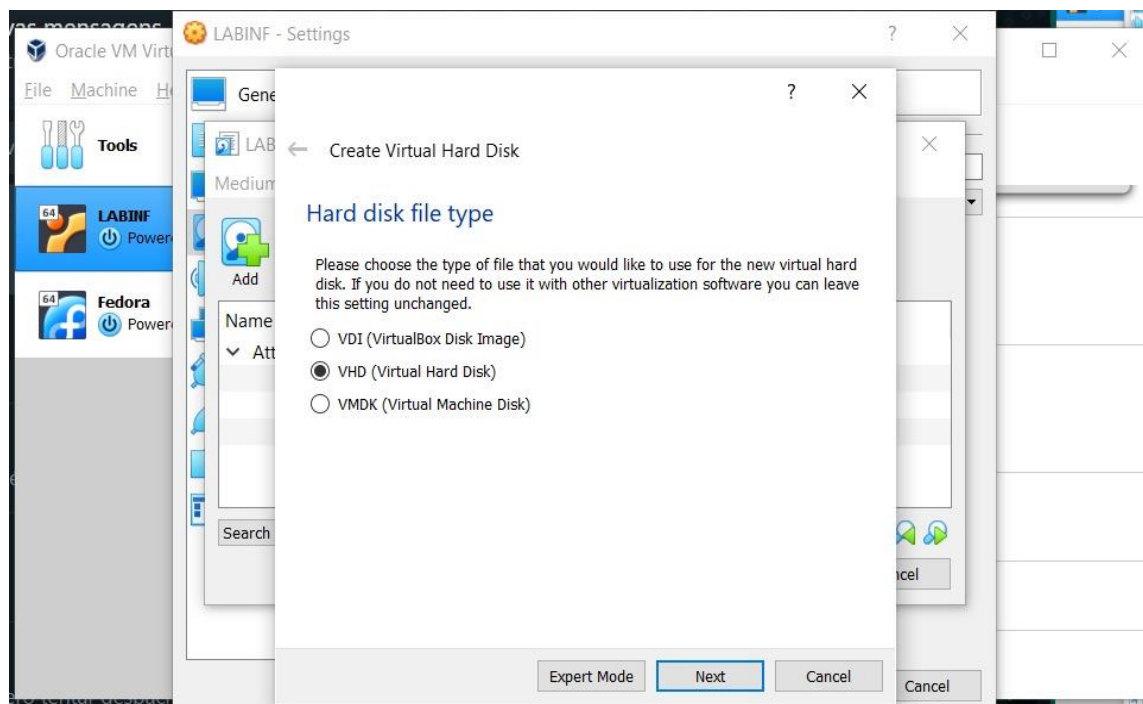 vas mensagens
LABINF - Settings
?
Oracle VM Virt
File Machine
Gene
?
Tools
LAB
Create Virtual Hard Disk
Medium
64
LABINF
Power
Hard disk file type
Add
Please choose the type of file that you would like to use for the new virtual hard
disk. If you do not need to use it with other virtualization software you can leave
this setting unchanged.
64
Fedora
Power
Name
VDI (VirtualBox Disk Image)
Att
VHD (Virtual Hard Disk)
VMDK (Virtual Machine Disk)
Search
ncel
Expert Mode
Next
Cancel
Cancel